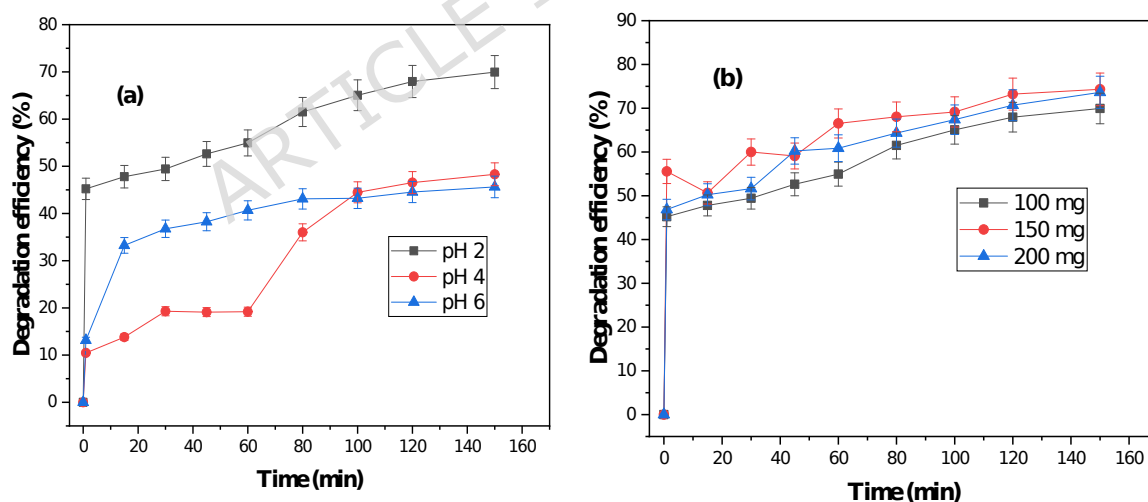 ARTICLE
(a)
Degradation efficiency (%)
80
70
60
50
40
30
20
10
0
pH 2
pH 4
pH 6
0 20 40 60 80 100 120 140 160
Time (min)
(b)
Degradation efficiency (%)
90
80
70
60
50
40
30
20
10
0
100 mg
150 mg
200 mg
0 20 40 60 80 100 120 140 160
Time (min)